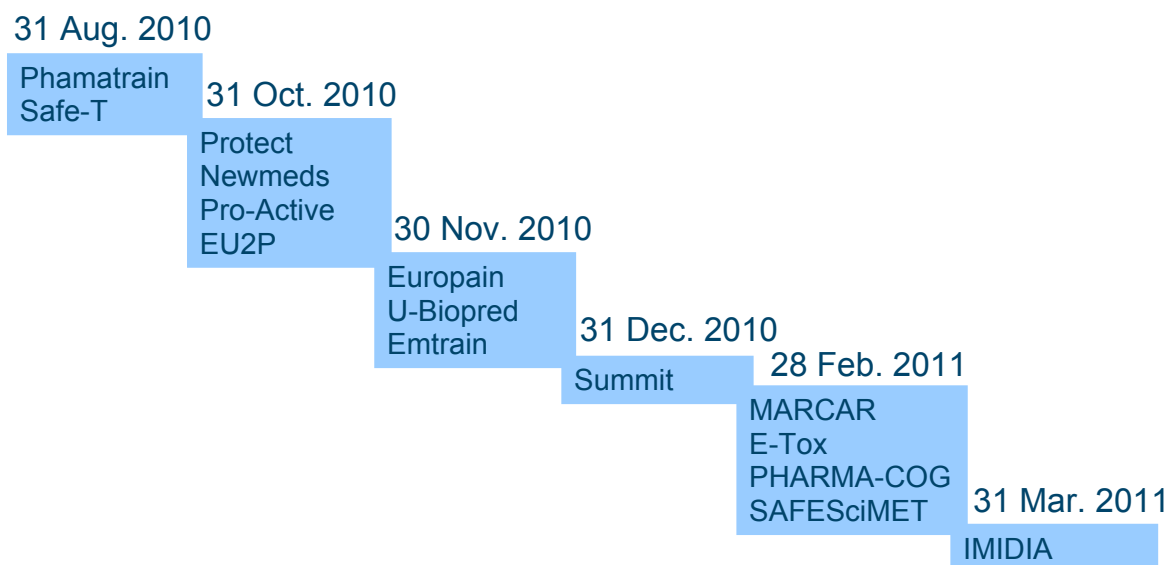 31 Aug. 2010
Phamatrain
Safe-T
31 Oct. 2010
Protect
Newmeds
Pro-Active
EU2P
30 Nov. 2010
Europain
U-Biopred
Emtrain
31 Dec. 2010
Summit
28 Feb. 2011
MARCAR
E-Tox
PHARMA-COG
SAFESciMET
31 Mar. 2011
IMIDIA